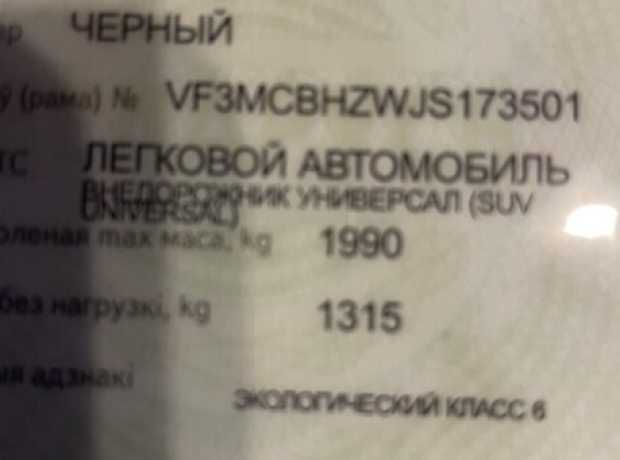 ЧЕРНЫЙ
(рама) № VF3MCBHZWJS173501
ТС ЛЕГКОВОЙ АВТОМОБИЛЬ
ВНЕДОРОЖНИК УНИВЕРСАЛ (SUV
UNIVERSAL)
max маса, kg 1990
без нагрузкі, kg 1315
адзнакі
ЭКОЛОГИЧЕСКИЙ КЛАСС 6